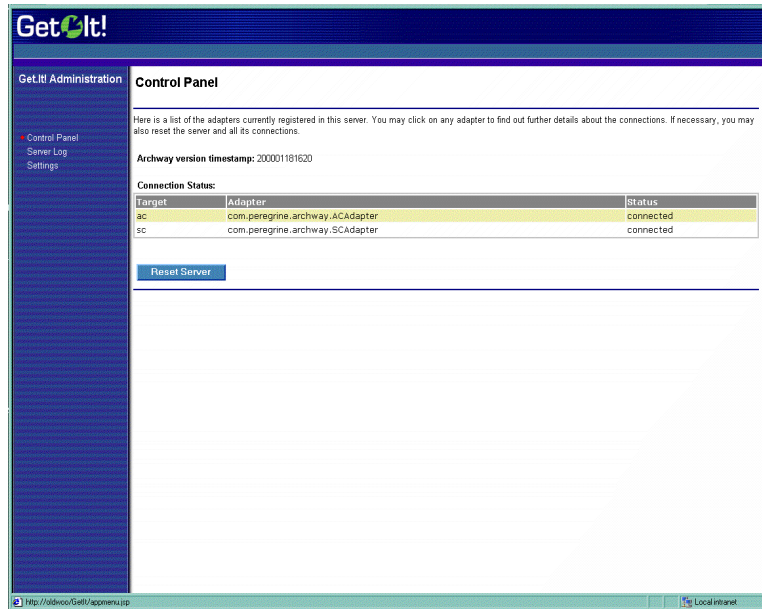 Get It!
Get.It! Administration
Control Panel
Server Log
Settings
Control Panel
Here is a list of the adapters currently registered in this server. You may click on any adapter to find out further details about the connections. If necessary, you may
also reset the server and all its connections.
Archway version timestamp: 200001181620
Connection Status:
Target Adapter Status
ac com.peregrine.archway.ACAdapter connected
sc com.peregrine.archway.SCAdapter connected
Reset Server
http://oldwoo/GetIt/appmenu.jsp Local intranet